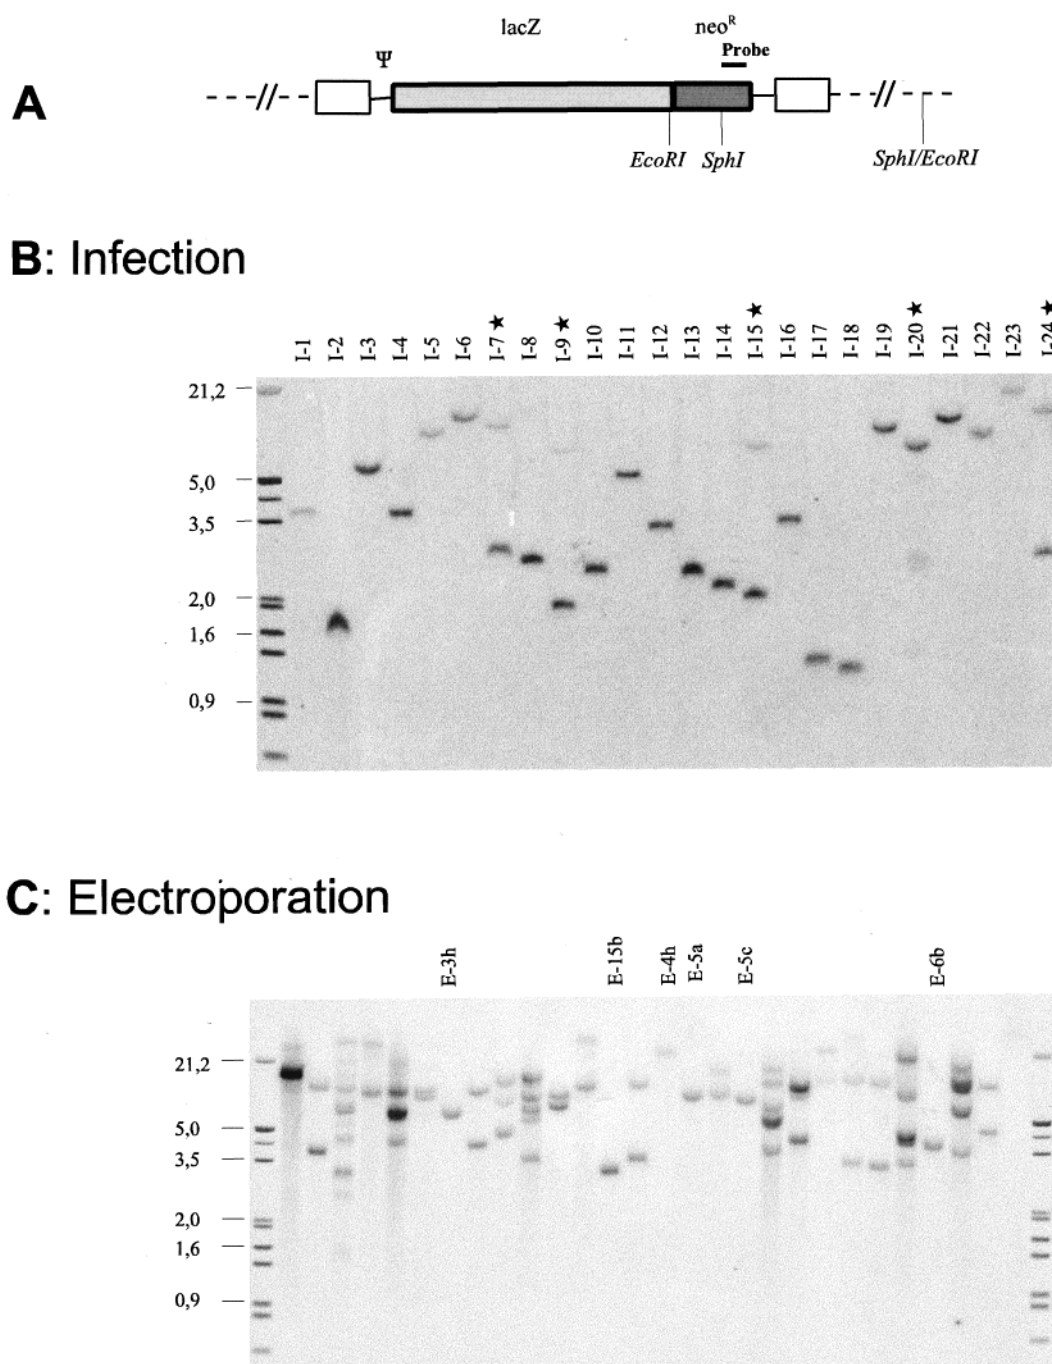 lacZ neoᴿ
Probe
Ψ
A
EcoRI SphI SphI/EcoRI
B: Infection
I-1 I-2 I-3 I-4 I-5 I-6 I-7★ I-8 I-9★ I-10 I-11 I-12 I-13 I-14 I-15★ I-16 I-17 I-18 I-19 I-20★ I-21 I-22 I-23 I-24★
21,2
5,0
3,5
2,0
1,6
0,9
C: Electroporation
E-3h E-15b E-4h E-5a E-5c E-6b
21,2
5,0
3,5
2,0
1,6
0,9